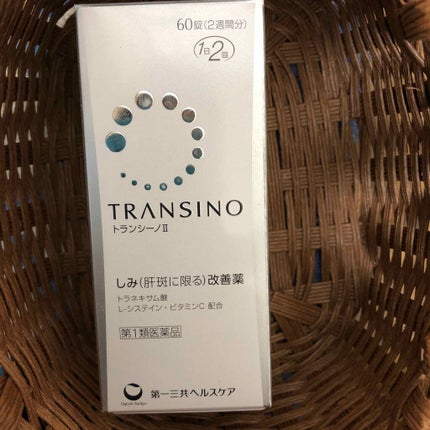 60錠(2週間分)
1日2回
TRANSINO
トランシーノⅡ
しみ(肝斑に限る)改善薬
トラネキサム酸
L-システイン・ビタミンC 配合
第1類医薬品
第一三共ヘルスケア
Daiichi-Sankyo